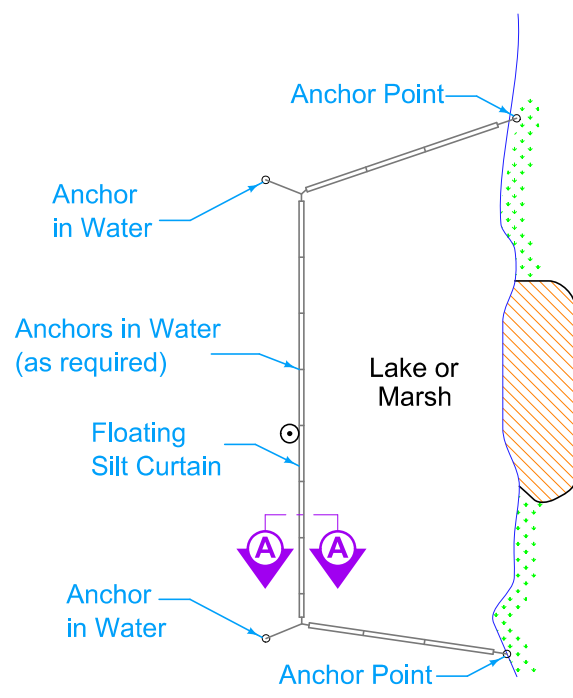 Anchor Point
Anchor
in Water
Anchors in Water
(as required)
Lake or
Marsh
Floating
Silt Curtain
A A
Anchor
in Water
Anchor Point